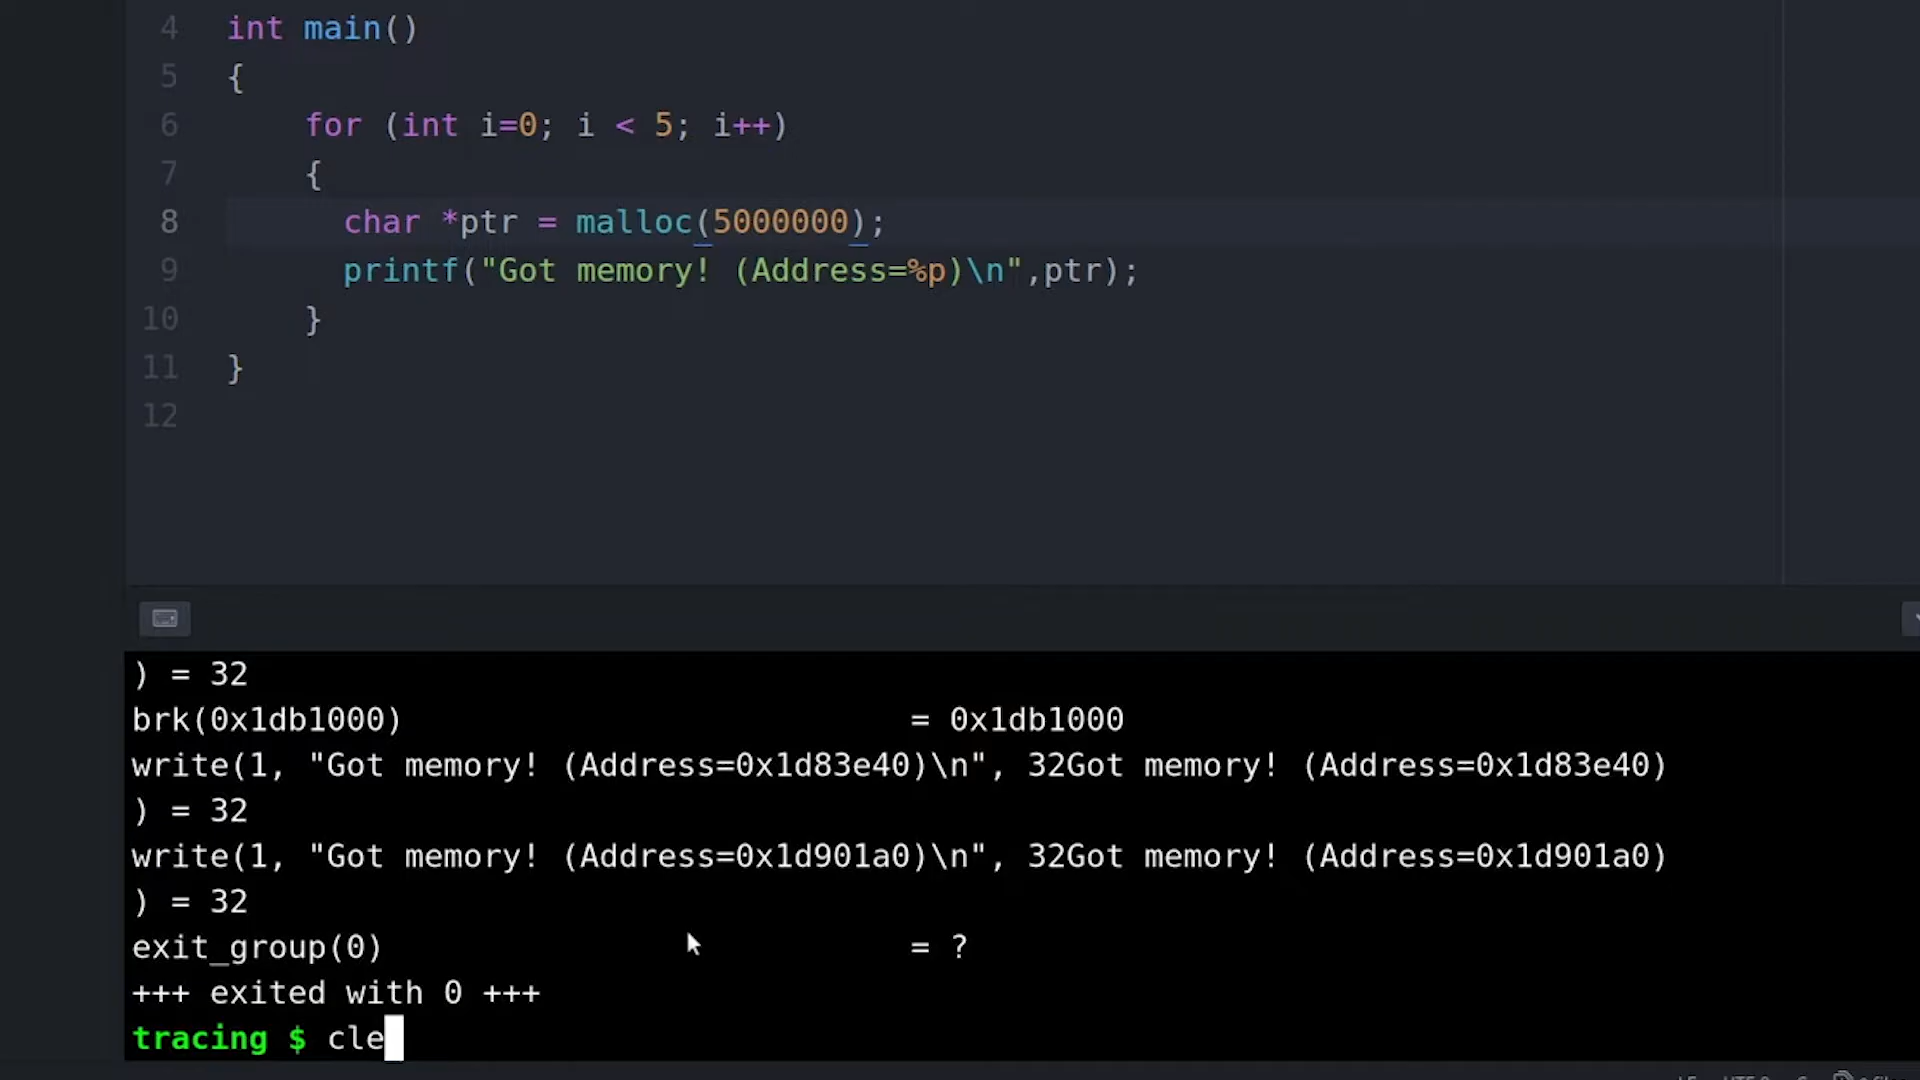 4 int main()
5 {
6 for (int i=0; i < 5; i++)
7 {
8 char *ptr = malloc(5000000);
9 printf("Got memory! (Address=%p)\n",ptr);
10 }
11 }
12
) = 32
brk(0x1db1000) = 0x1db1000
write(1, "Got memory! (Address=0x1d83e40)\n", 32Got memory! (Address=0x1d83e40)
) = 32
write(1, "Got memory! (Address=0x1d901a0)\n", 32Got memory! (Address=0x1d901a0)
) = 32
exit_group(0) = ?
+++ exited with 0 +++
tracing $ cle